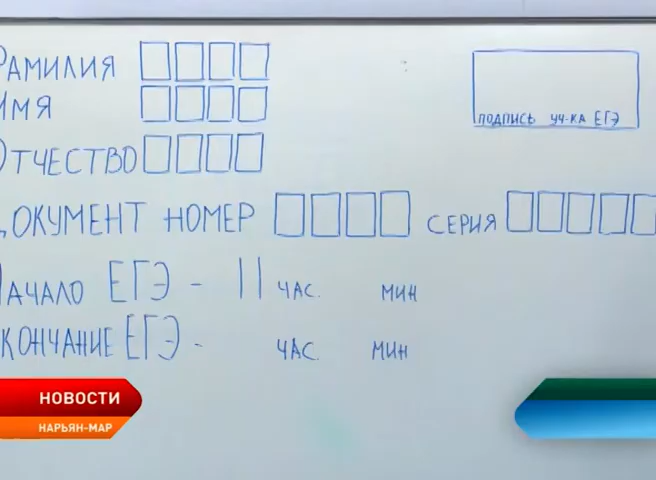 ФАМИЛИЯ
ИМЯ
ПОДПИСЬ УЧ-КА ЕГЭ
ОТЧЕСТВО
ДОКУМЕНТ НОМЕР СЕРИЯ
НАЧАЛО ЕГЭ - 11 ЧАС. МИН
ОКОНЧАНИЕ ЕГЭ - ЧАС. МИН
НОВОСТИ
НАРЬЯН-МАР